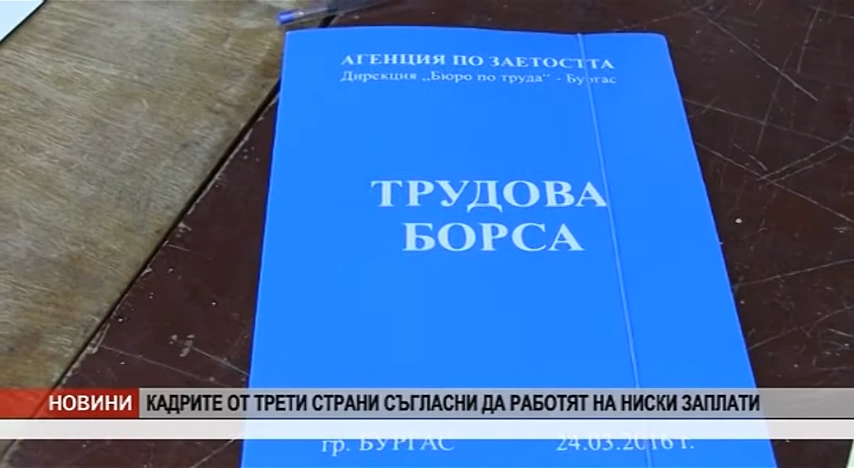 АГЕНЦИЯ ПО ЗАЕТОСТТА
Дирекция „Бюро по труда“ - Бургас
ТРУДОВА
БОРСА
НОВИНИ
КАДРИТЕ ОТ ТРЕТИ СТРАНИ СЪГЛАСНИ ДА РАБОТЯТ НА НИСКИ ЗАПЛАТИ
гр. БУРГАС 24.03.2016 г.